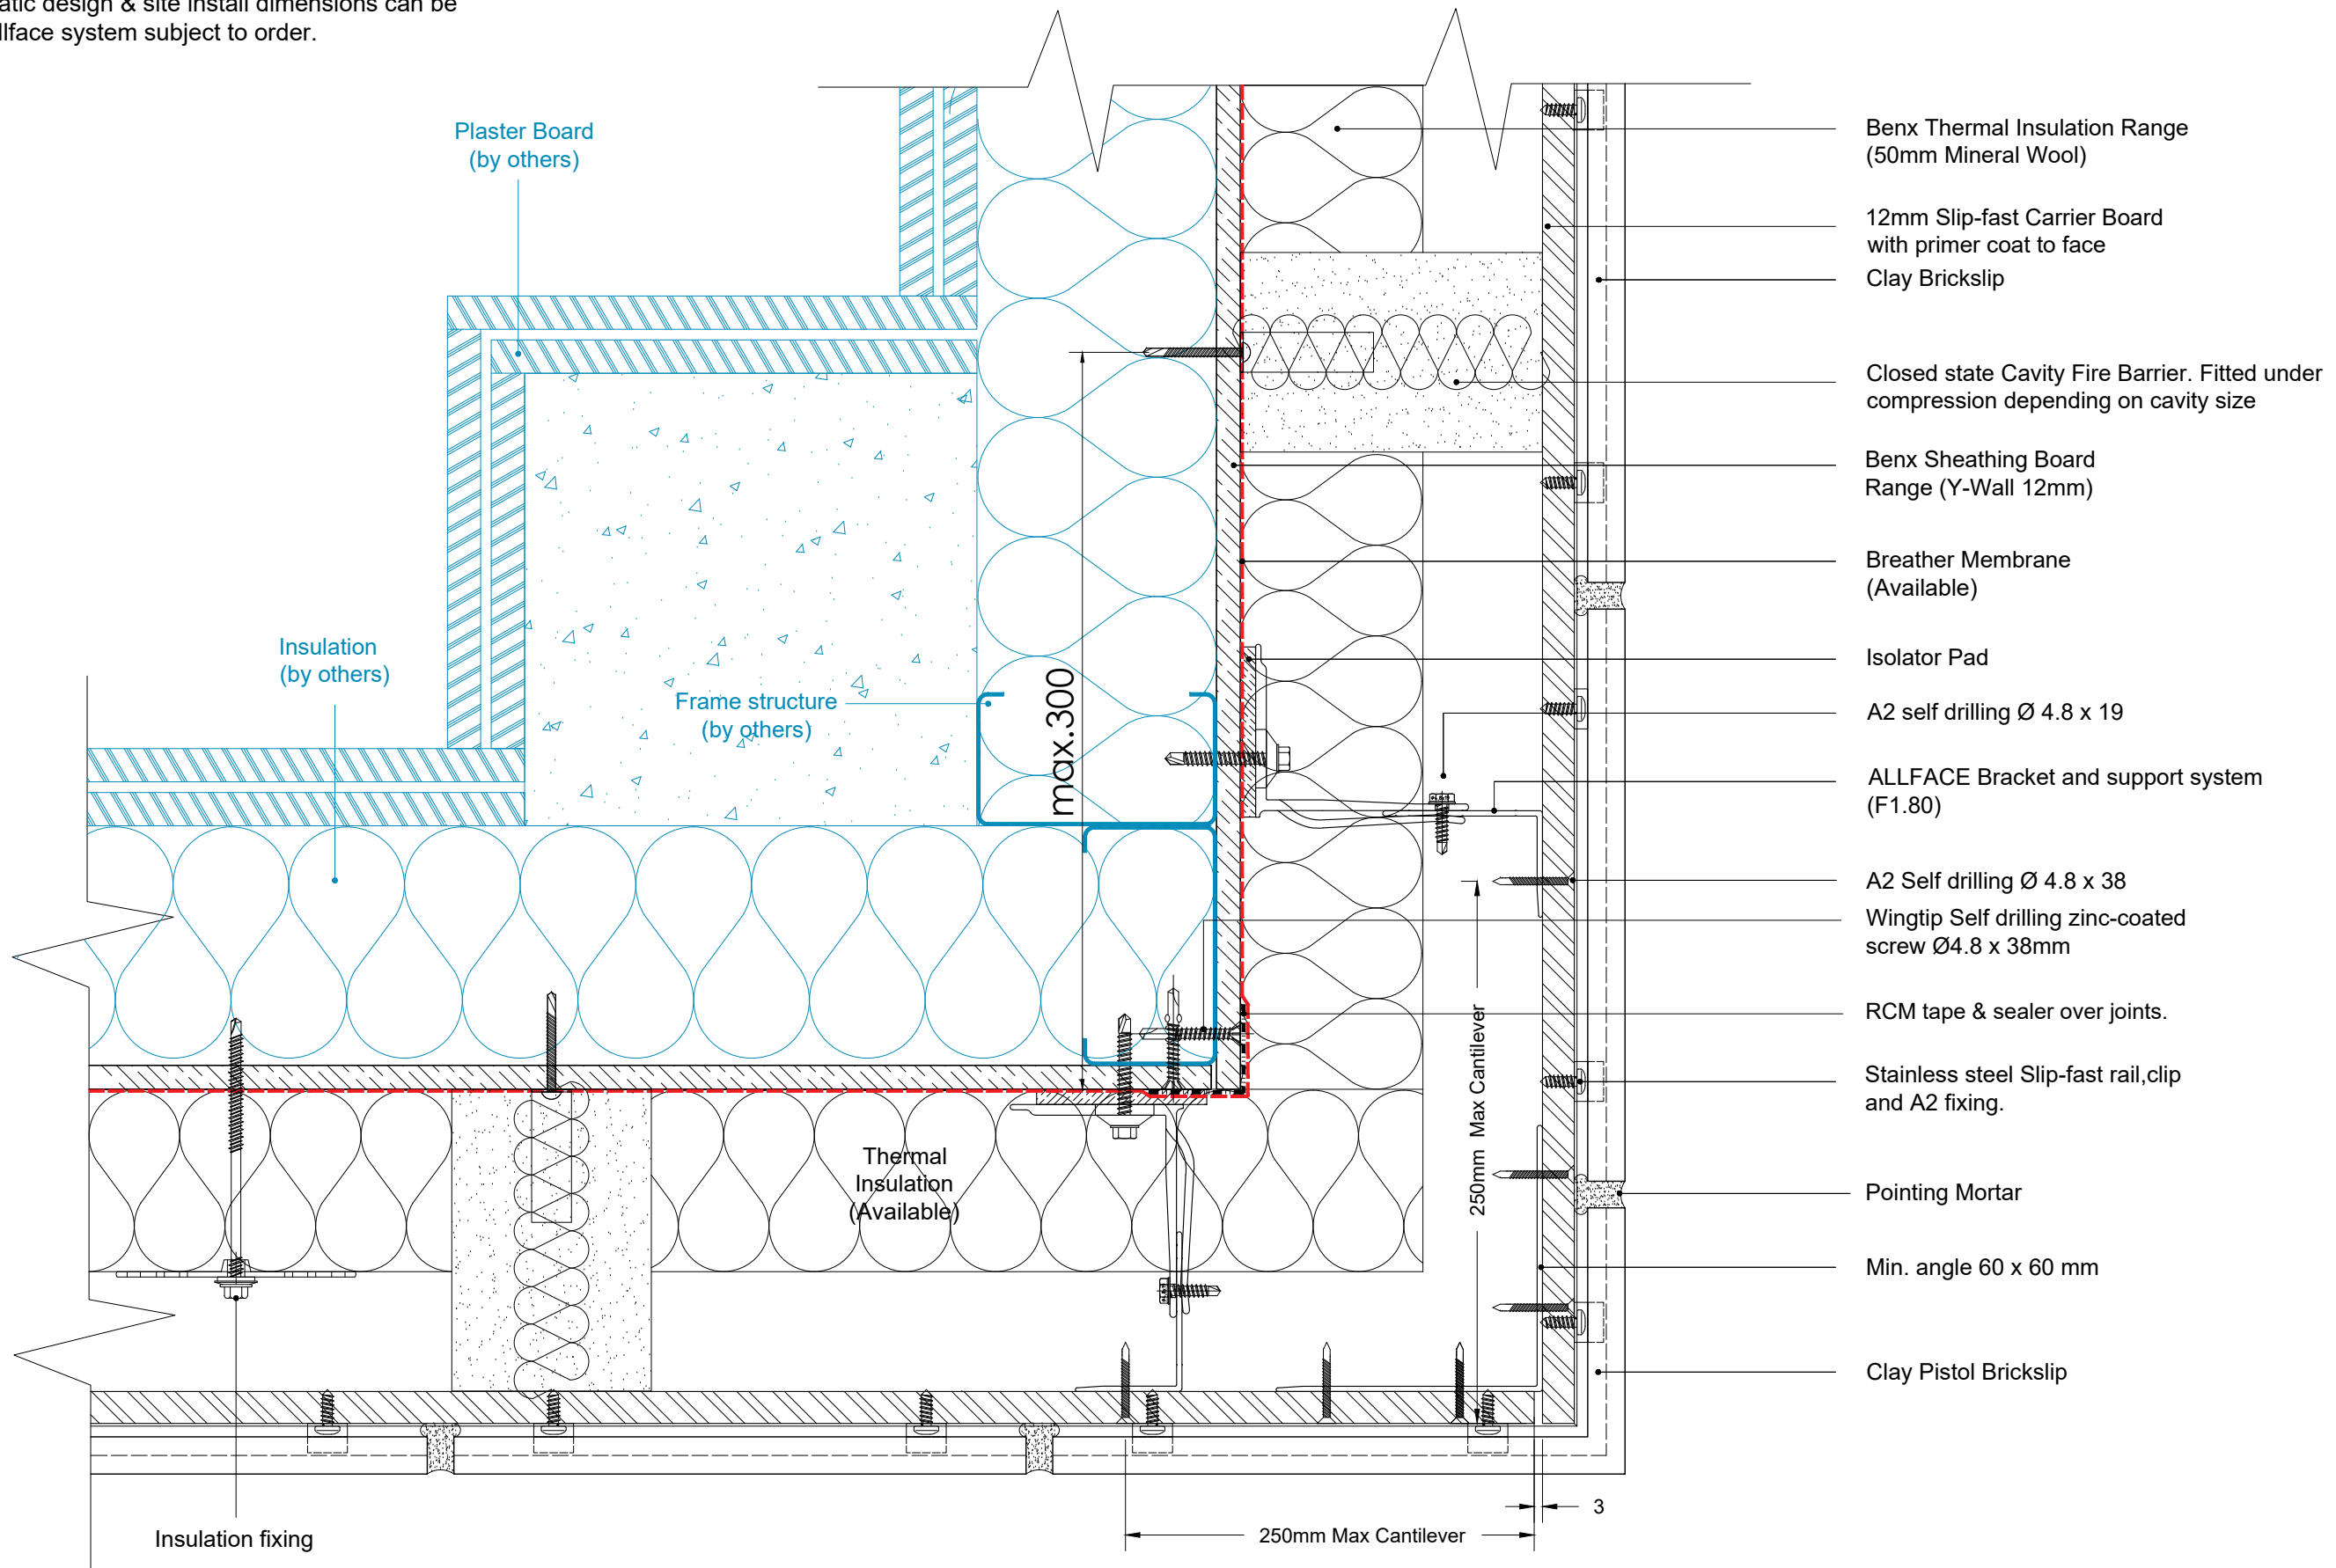 atic design & site install dimensions can be
llface system subject to order.
Plaster Board
(by others)
Insulation
(by others)
Frame structure
(by others)
max.300
Thermal
Insulation
(Available)
Insulation fixing
250mm Max Cantilever
250mm Max Cantilever
3
Benx Thermal Insulation Range
(50mm Mineral Wool)
12mm Slip-fast Carrier Board
with primer coat to face
Clay Brickslip
Closed state Cavity Fire Barrier. Fitted under
compression depending on cavity size
Benx Sheathing Board
Range (Y-Wall 12mm)
Breather Membrane
(Available)
Isolator Pad
A2 self drilling Ø 4.8 x 19
ALLFACE Bracket and support system
(F1.80)
A2 Self drilling Ø 4.8 x 38
Wingtip Self drilling zinc-coated
screw Ø4.8 x 38mm
RCM tape & sealer over joints.
Stainless steel Slip-fast rail,clip
and A2 fixing.
Pointing Mortar
Min. angle 60 x 60 mm
Clay Pistol Brickslip